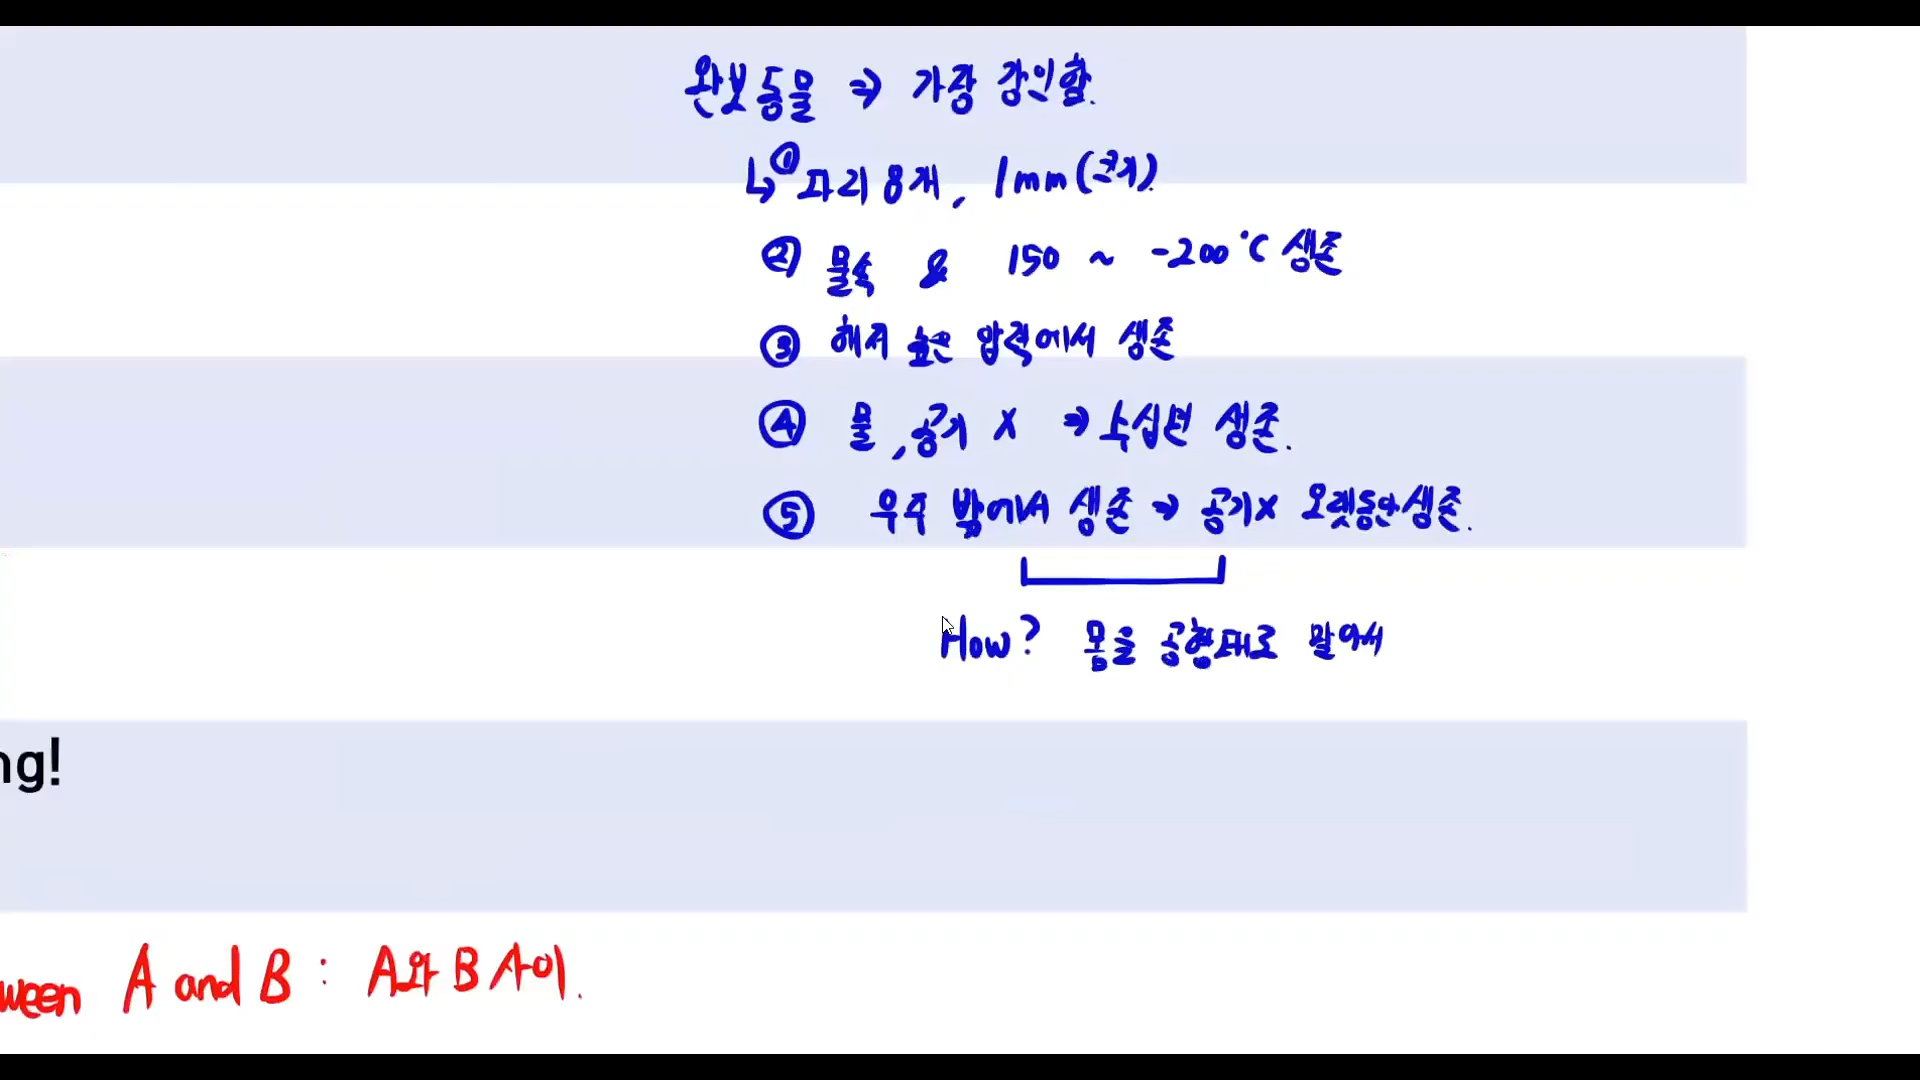 완보동물 ⇒ 가장 강인함.
↳ ① 다리 8개, 1mm(크기).
② 물속 & 150 ~ -200℃ 생존
③ 해저 높은 압력에서 생존
④ 물, 공기 X ⇒ 수십년 생존.
⑤ 우주 밖에서 생존 ⇒ 공기X 오랫동안 생존.
How? 몸을 공형태로 말아서
ng!
ween A and B : A와 B 사이.